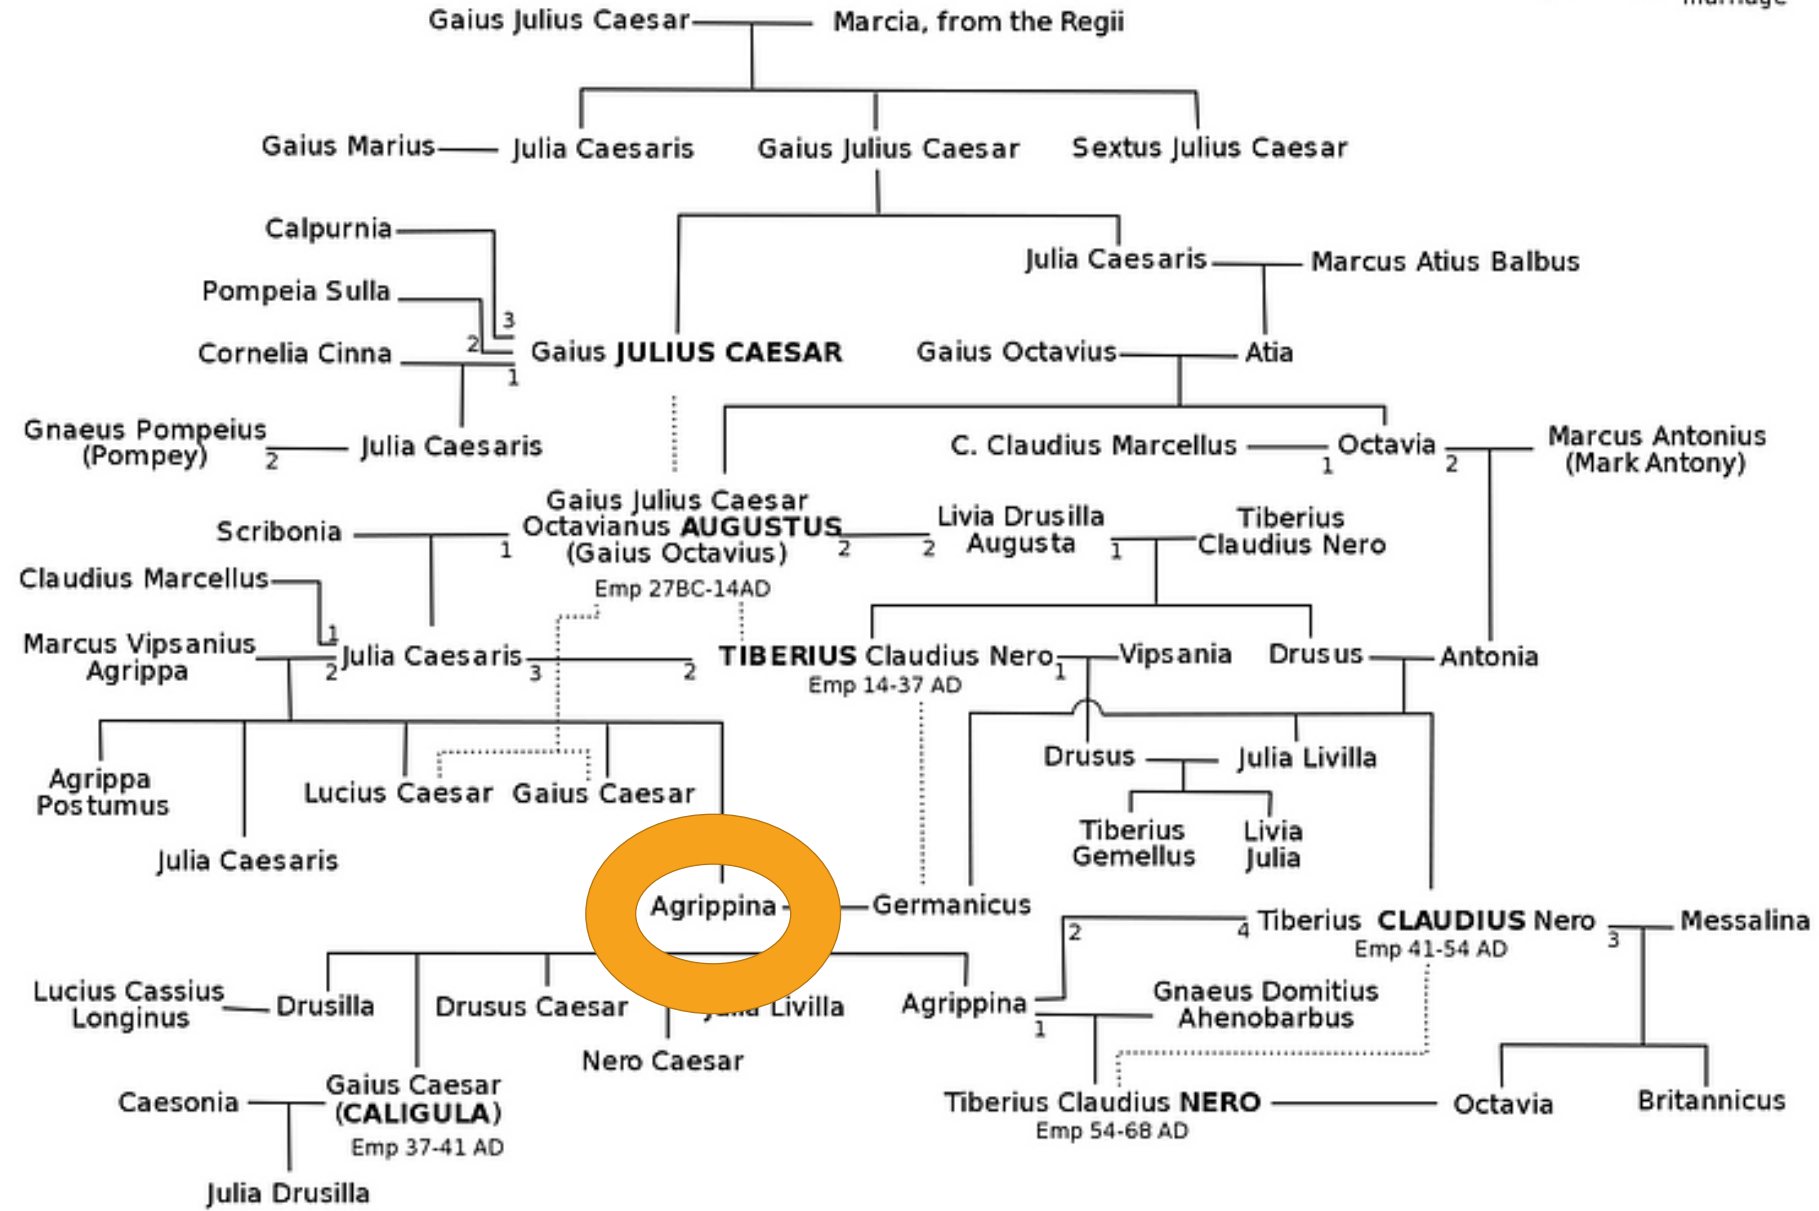 marriage
Gaius Julius Caesar Marcia, from the Regii
Gaius Marius Julia Caesaris Gaius Julius Caesar Sextus Julius Caesar
Calpurnia
Julia Caesaris Marcus Atius Balbus
Pompeia Sulla
3
2
Cornelia Cinna Gaius JULIUS CAESAR Gaius Octavius Atia
1
Gnaeus Pompeius
(Pompey)
2
Julia Caesaris
C. Claudius Marcellus
1
Octavia
2
Marcus Antonius
(Mark Antony)
Scribonia
1
Gaius Julius Caesar
Octavianus AUGUSTUS
(Gaius Octavius)
Emp 27BC-14AD
2
2
Livia Drusilla
Augusta
1
Tiberius
Claudius Nero
Claudius Marcellus
1
Marcus Vipsanius
Agrippa
2
Julia Caesaris
3
2
TIBERIUS Claudius Nero
Emp 14-37 AD
1
Vipsania
Drusus
Antonia
Agrippa
Postumus
Julia Caesaris
Lucius Caesar
Gaius Caesar
Drusus
Julia Livilla
Tiberius
Gemellus
Livia
Julia
Agrippina
Germanicus
2
4
Tiberius CLAUDIUS Nero
Emp 41-54 AD
3
Messalina
Lucius Cassius
Longinus
Drusilla
Drusus Caesar
Julia Livilla
Agrippina
1
Gnaeus Domitius
Ahenobarbus
Nero Caesar
Caesonia
Gaius Caesar
(CALIGULA)
Emp 37-41 AD
Tiberius Claudius NERO
Emp 54-68 AD
Octavia
Britannicus
Julia Drusilla